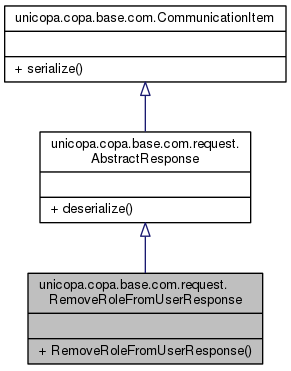 unicopa.copa.base.com.CommunicationItem
+ serialize()
unicopa.copa.base.com.request.
AbstractResponse
+ deserialize()
unicopa.copa.base.com.request.
RemoveRoleFromUserResponse
+ RemoveRoleFromUserResponse()